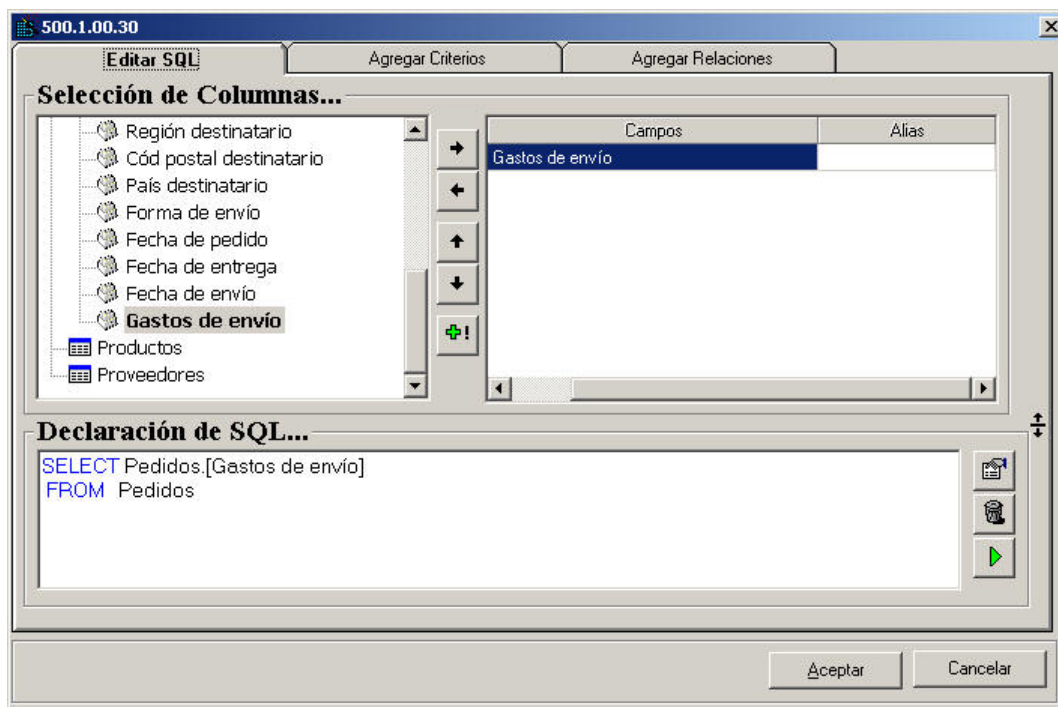 500.1.00.30
Editar SQL
Agregar Criterios
Agregar Relaciones
Selección de Columnas...
Región destinatario
Cód postal destinatario
País destinatario
Forma de envío
Fecha de pedido
Fecha de entrega
Fecha de envío
Gastos de envío
Productos
Proveedores
!
Campos
Alias
Gastos de envío
Declaración de SQL...
SELECT Pedidos.[Gastos de envío]
FROM Pedidos
Aceptar
Cancelar